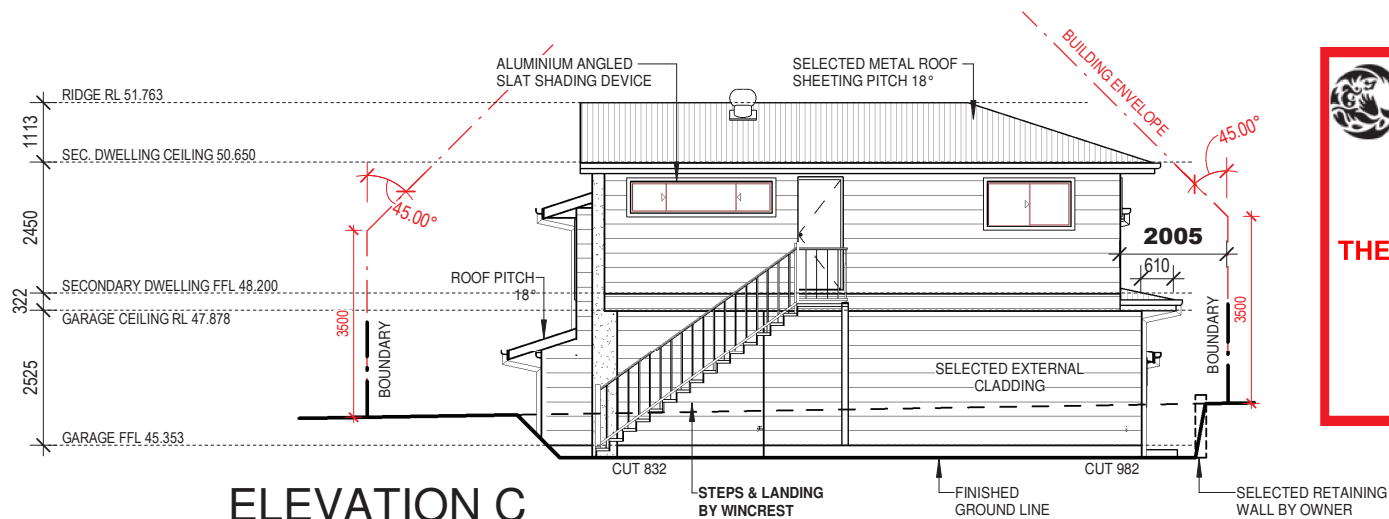 BUILDING ENVELOPE
ALUMINIUM ANGLED
SLAT SHADING DEVICE
SELECTED METAL ROOF
SHEETING PITCH 18°
RIDGE RL 51.763
1113
45.00°
SEC. DWELLING CEILING 50.650
45.00°
2450
2005
THE
610
ROOF PITCH
18°
SECONDARY DWELLING FFL 48.200
322
GARAGE CEILING RL 47.878
3500
3500
BOUNDARY
BOUNDARY
2525
SELECTED EXTERNAL
CLADDING
GARAGE FFL 45.353
CUT 832
CUT 982
ELEVATION C
STEPS & LANDING
BY WINCREST
FINISHED
GROUND LINE
SELECTED RETAINING
WALL BY OWNER